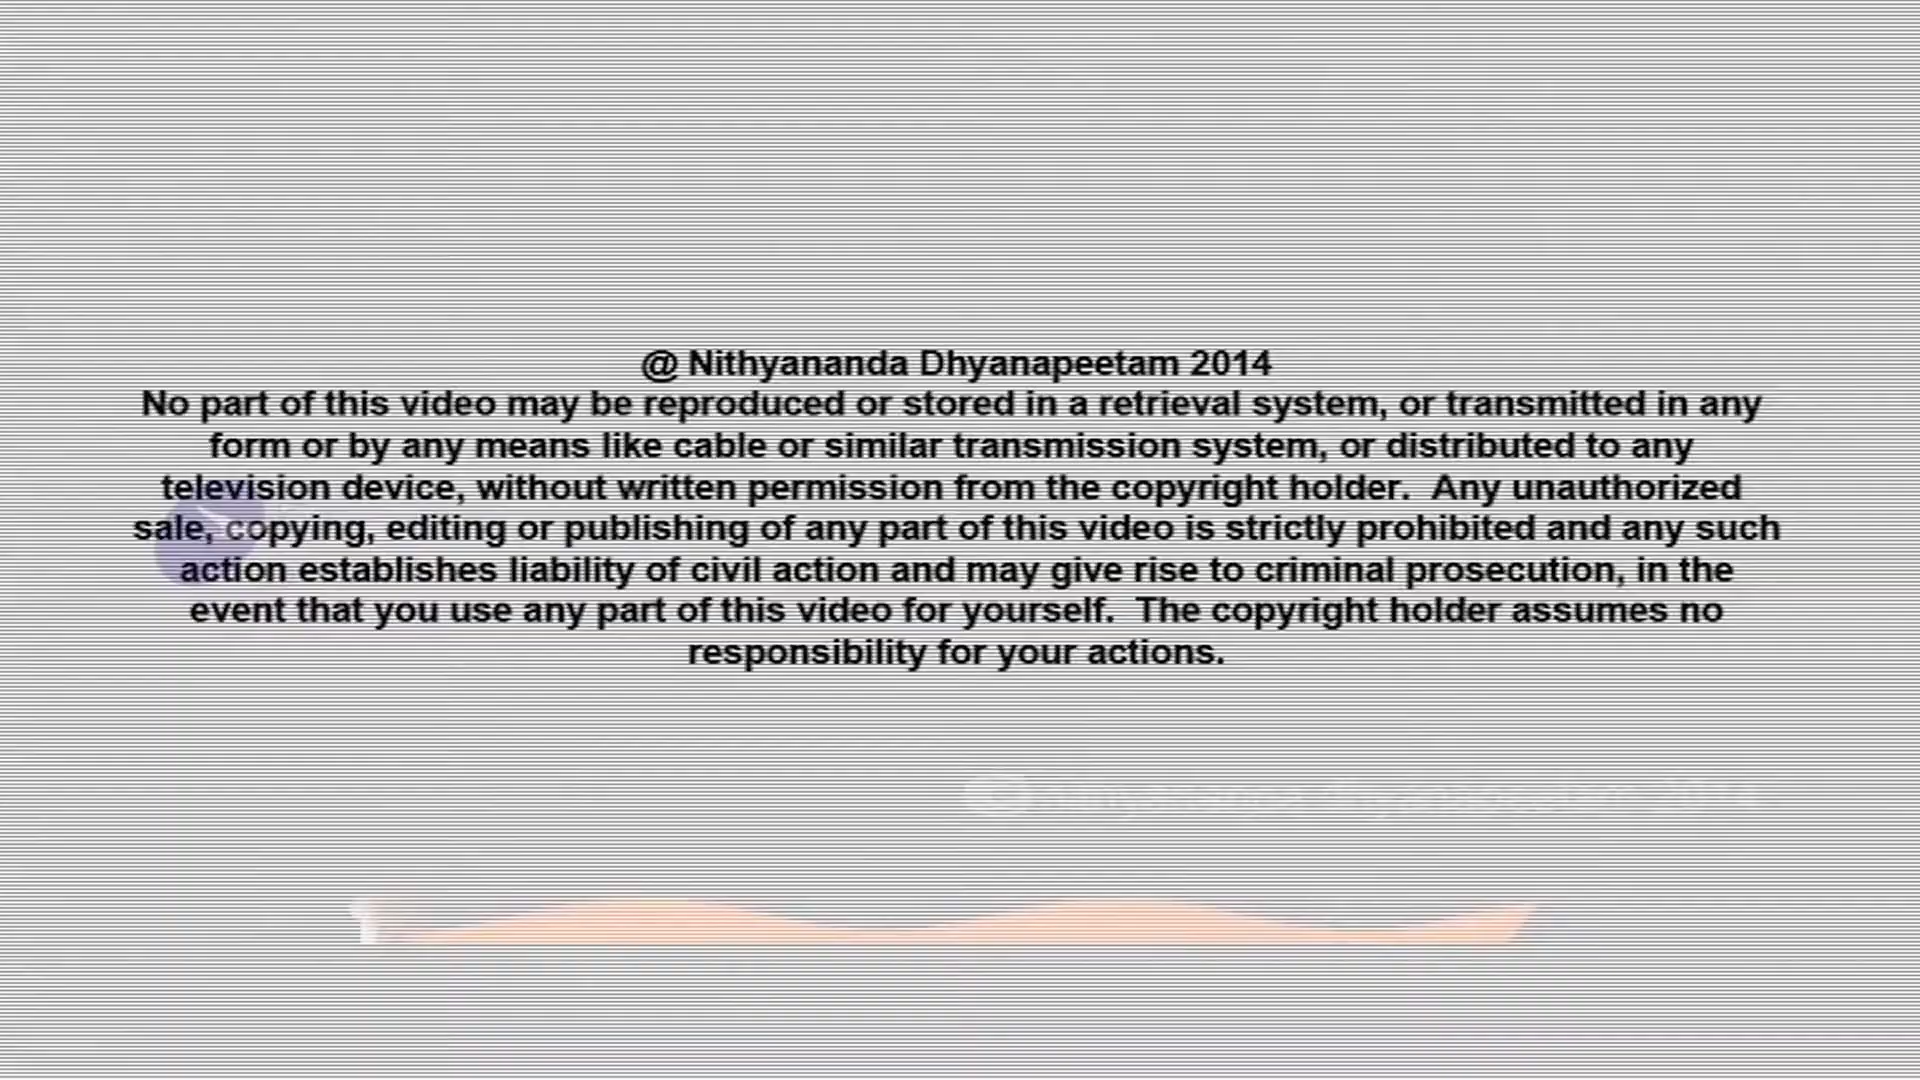 @ Nithyananda Dhyanapeetam 2014
No part of this video may be reproduced or stored in a retrieval system, or transmitted in any
form or by any means like cable or similar transmission system, or distributed to any
television device, without written permission from the copyright holder.  Any unauthorized
sale, copying, editing or publishing of any part of this video is strictly prohibited and any such
action establishes liability of civil action and may give rise to criminal prosecution, in the
event that you use any part of this video for yourself.  The copyright holder assumes no
responsibility for your actions.